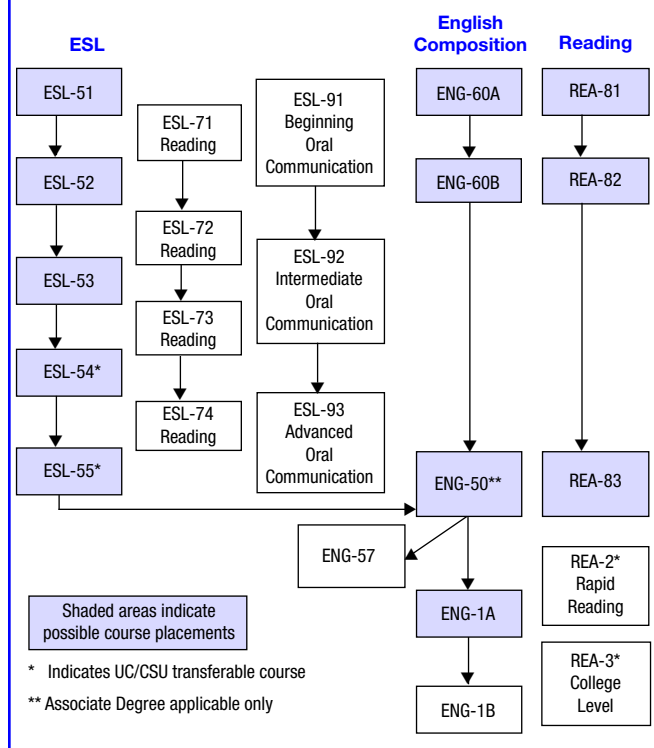 ESL
English
Composition
Reading
ESL-51
ESL-52
ESL-53
ESL-54*
ESL-55*
ESL-71
Reading
ESL-72
Reading
ESL-73
Reading
ESL-74
Reading
ESL-91
Beginning
Oral
Communication
ESL-92
Intermediate
Oral
Communication
ESL-93
Advanced
Oral
Communication
ENG-60A
ENG-60B
ENG-50**
ENG-57
ENG-1A
ENG-1B
REA-81
REA-82
REA-83
REA-2*
Rapid
Reading
REA-3*
College
Level
Shaded areas indicate
possible course placements
* Indicates UC/CSU transferable course
** Associate Degree applicable only